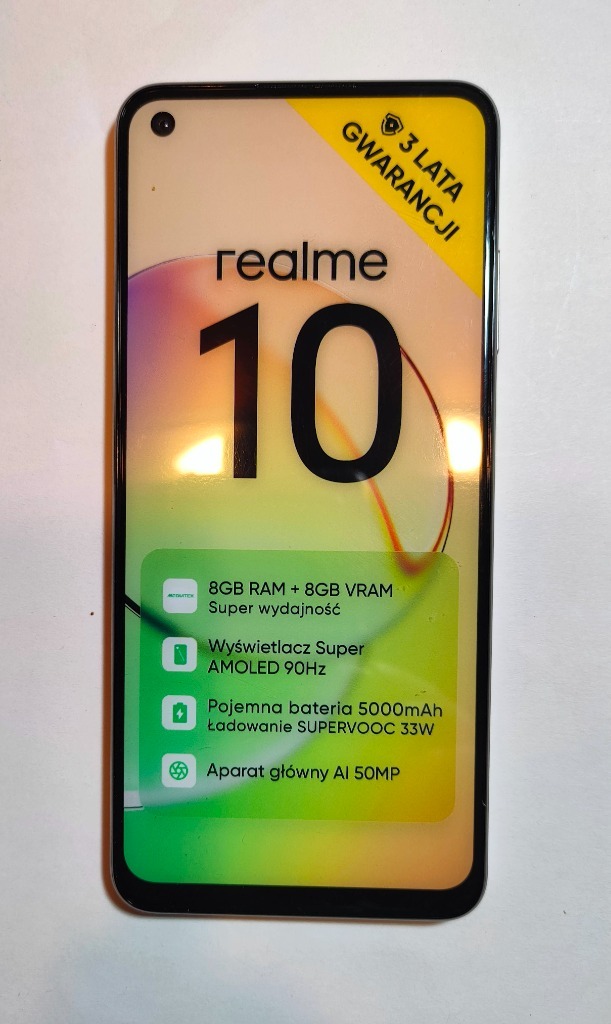 3 LATA
GWARANCJI
realme
10
MEDIATEK
8GB RAM + 8GB VRAM
Super wydajność
Wyświetlacz Super
AMOLED 90Hz
Pojemna bateria 5000mAh
Ładowanie SUPERVOOC 33W
Aparat główny AI 50MP